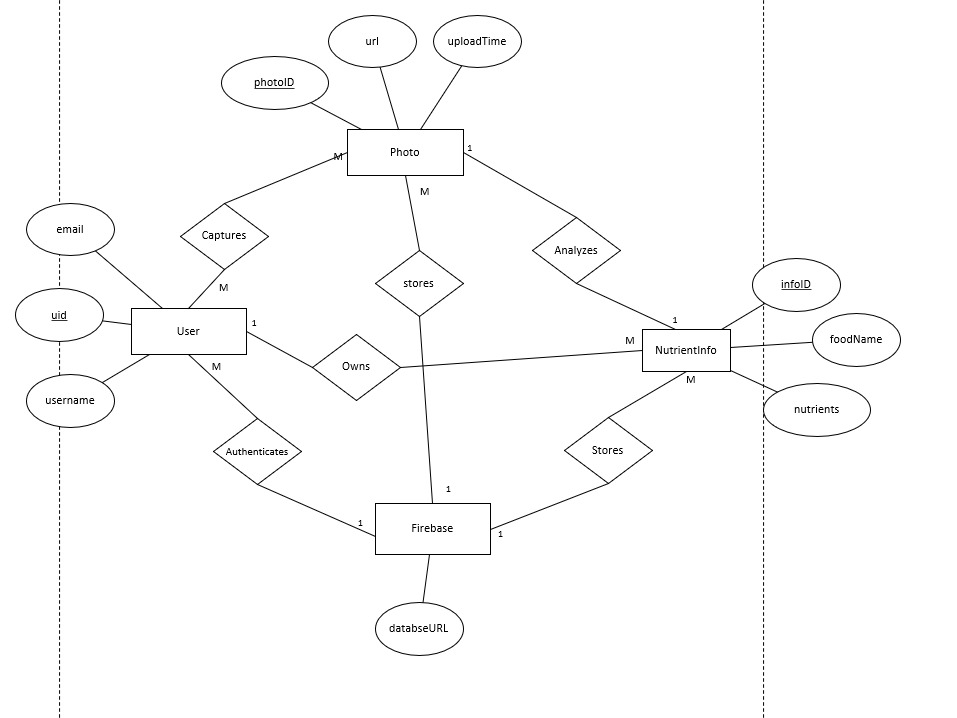 url
uploadTime
photoID
Photo
M
1
M
email
Captures
Analyzes
stores
infoID
M
uid
User
1
1
foodName
M
NutrientInfo
Owns
M
M
username
nutrients
Authenticates
Stores
1
1
Firebase
1
databseURL